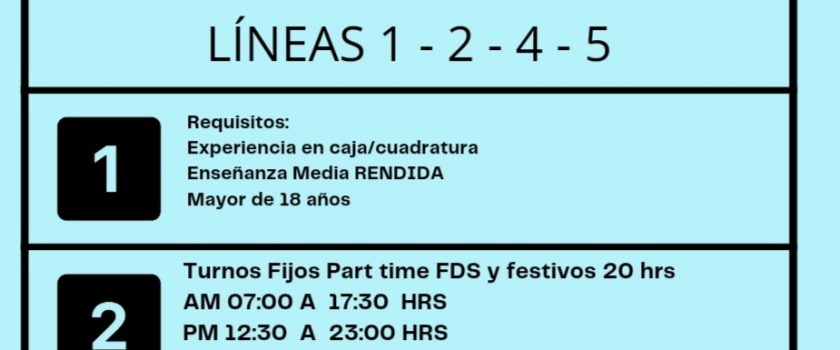 LÍNEAS 1 - 2 - 4 - 5
1
Requisitos:
Experiencia en caja/cuadratura
Enseñanza Media RENDIDA
Mayor de 18 años
2
Turnos Fijos Part time FDS y festivos 20 hrs
AM 07:00 A 17:30 HRS
PM 12:30 A 23:00 HRS